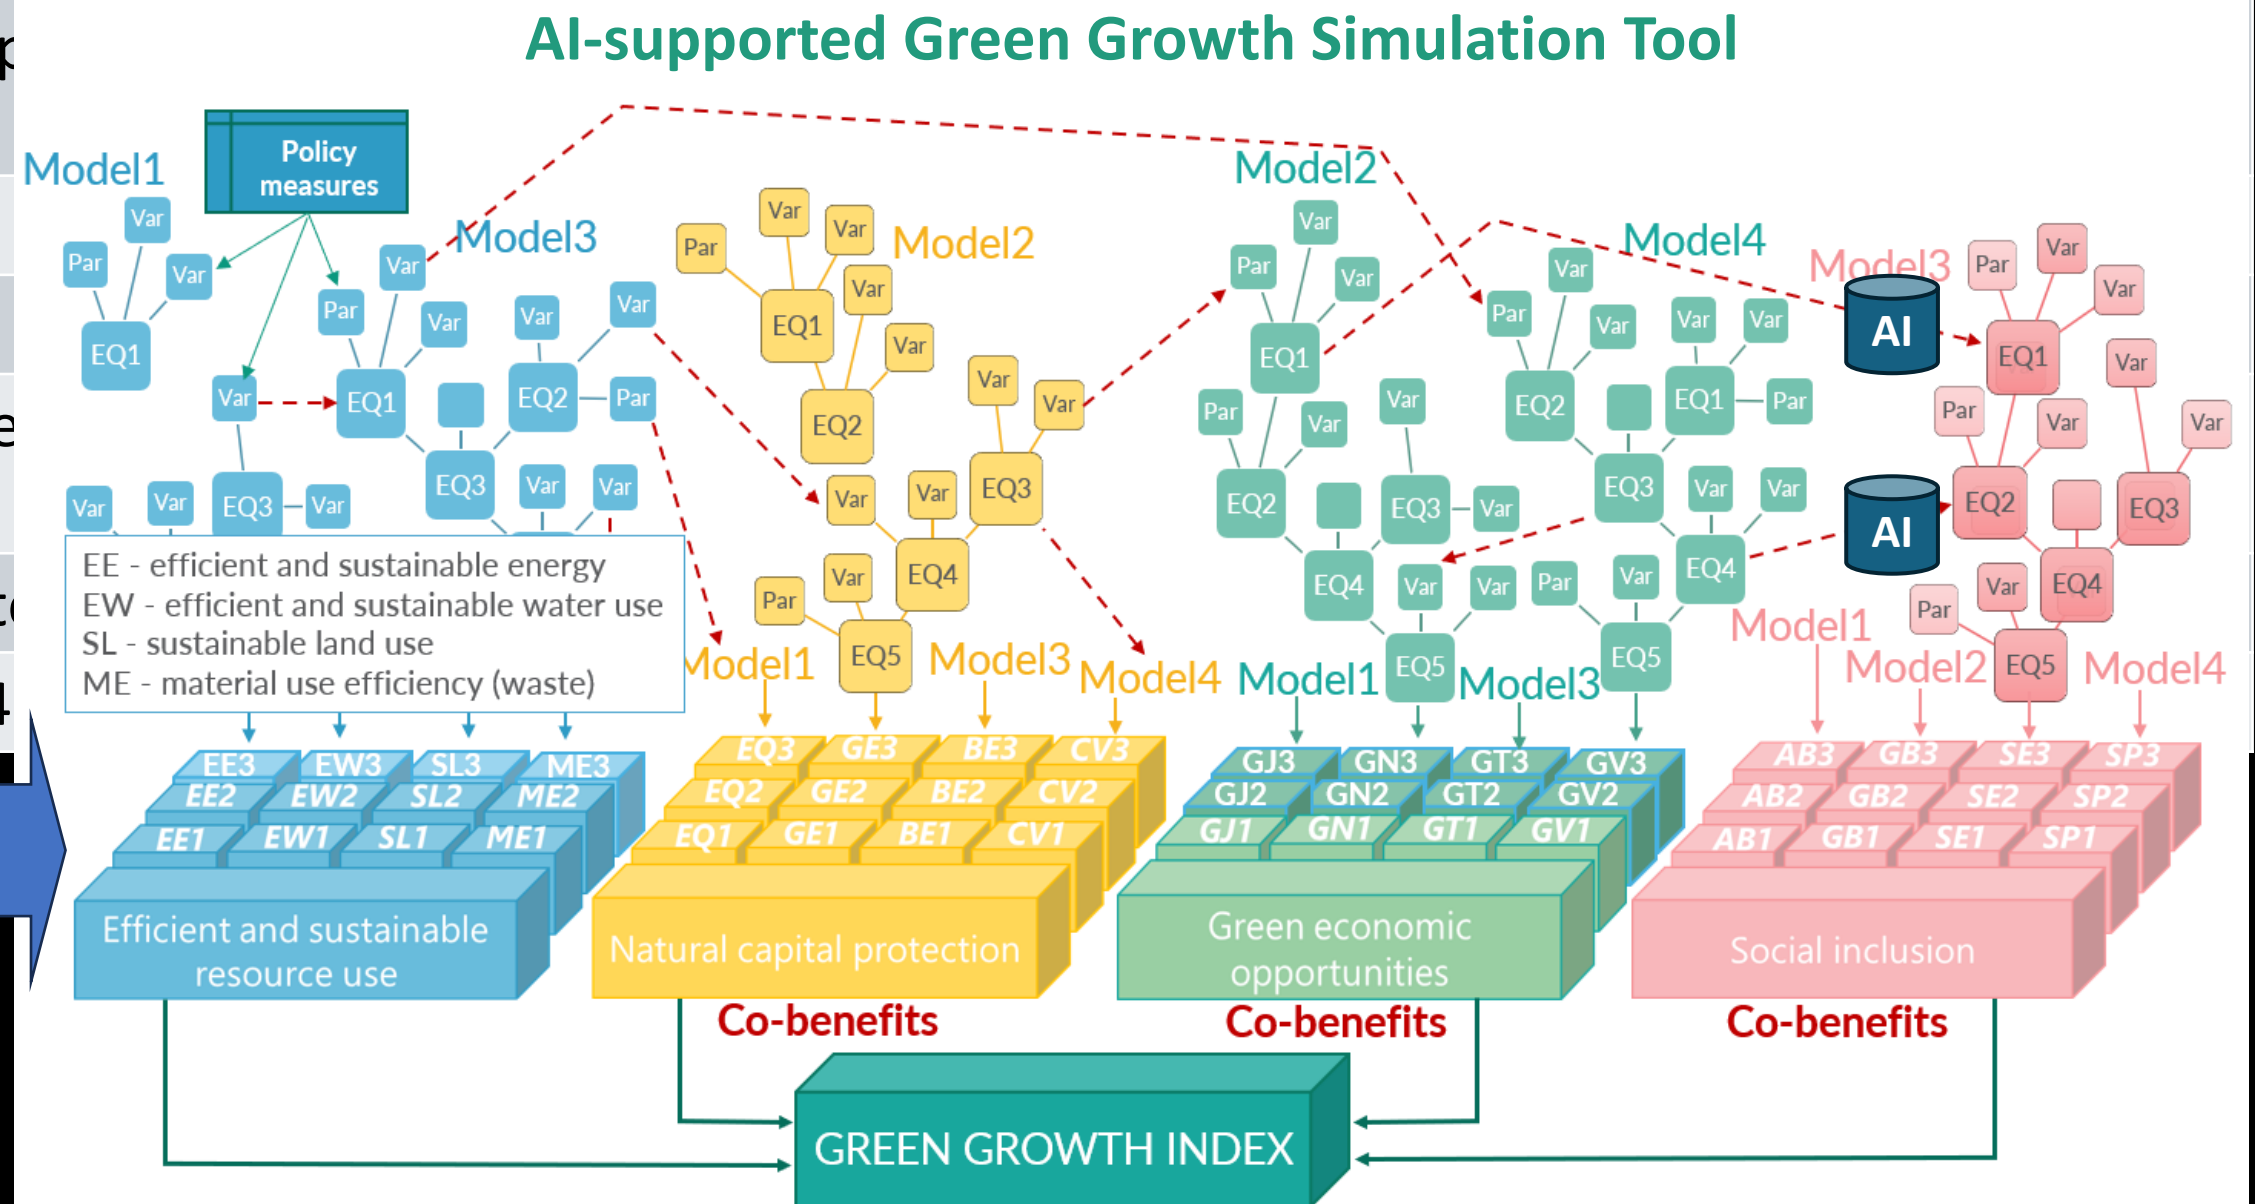 AI-supported Green Growth Simulation Tool
Policy
measures
Model1
Var
Par
Var
EQ1
Model3
Var
Par
Var
Var
EQ1
Var
Var
EQ2
Par
EQ3
Var
Var
EQ3
Var
Var
Var
Var
EE - efficient and sustainable energy
EW - efficient and sustainable water use
SL - sustainable land use
ME - material use efficiency (waste)
Model2
Par
Var
Var
EQ1
Var
Var
EQ2
Var
Var
EQ3
Var
Var
EQ4
Par
Var
EQ5
Model1
Model3
Model4
Model2
Var
Par
Var
EQ1
Par
Var
EQ2
Var
EQ3
Var
EQ4
Var
Var
EQ5
Model1
Model3
Model4
Var
Par
Var
EQ2
Var
Var
EQ1
Par
EQ3
Var
Var
EQ4
Par
Var
EQ5
AI
AI
Model3
Par
Var
Var
EQ1
Var
Par
Var
Var
EQ2
EQ3
EQ4
Par
Var
EQ5
Model1
Model2
Model4
EE3 EW3 SL3 ME3
EE2 EW2 SL2 ME2
EE1 EW1 SL1 ME1
Efficient and sustainable
resource use
EQ3 GE3 BE3 CV3
EQ2 GE2 BE2 CV2
EQ1 GE1 BE1 CV1
Natural capital protection
GJ3 GN3 GT3 GV3
GJ2 GN2 GT2 GV2
GJ1 GN1 GT1 GV1
Green economic
opportunities
AB3 GB3 SE3 SP3
AB2 GB2 SE2 SP2
AB1 GB1 SE1 SP1
Social inclusion
Co-benefits
Co-benefits
Co-benefits
GREEN GROWTH INDEX